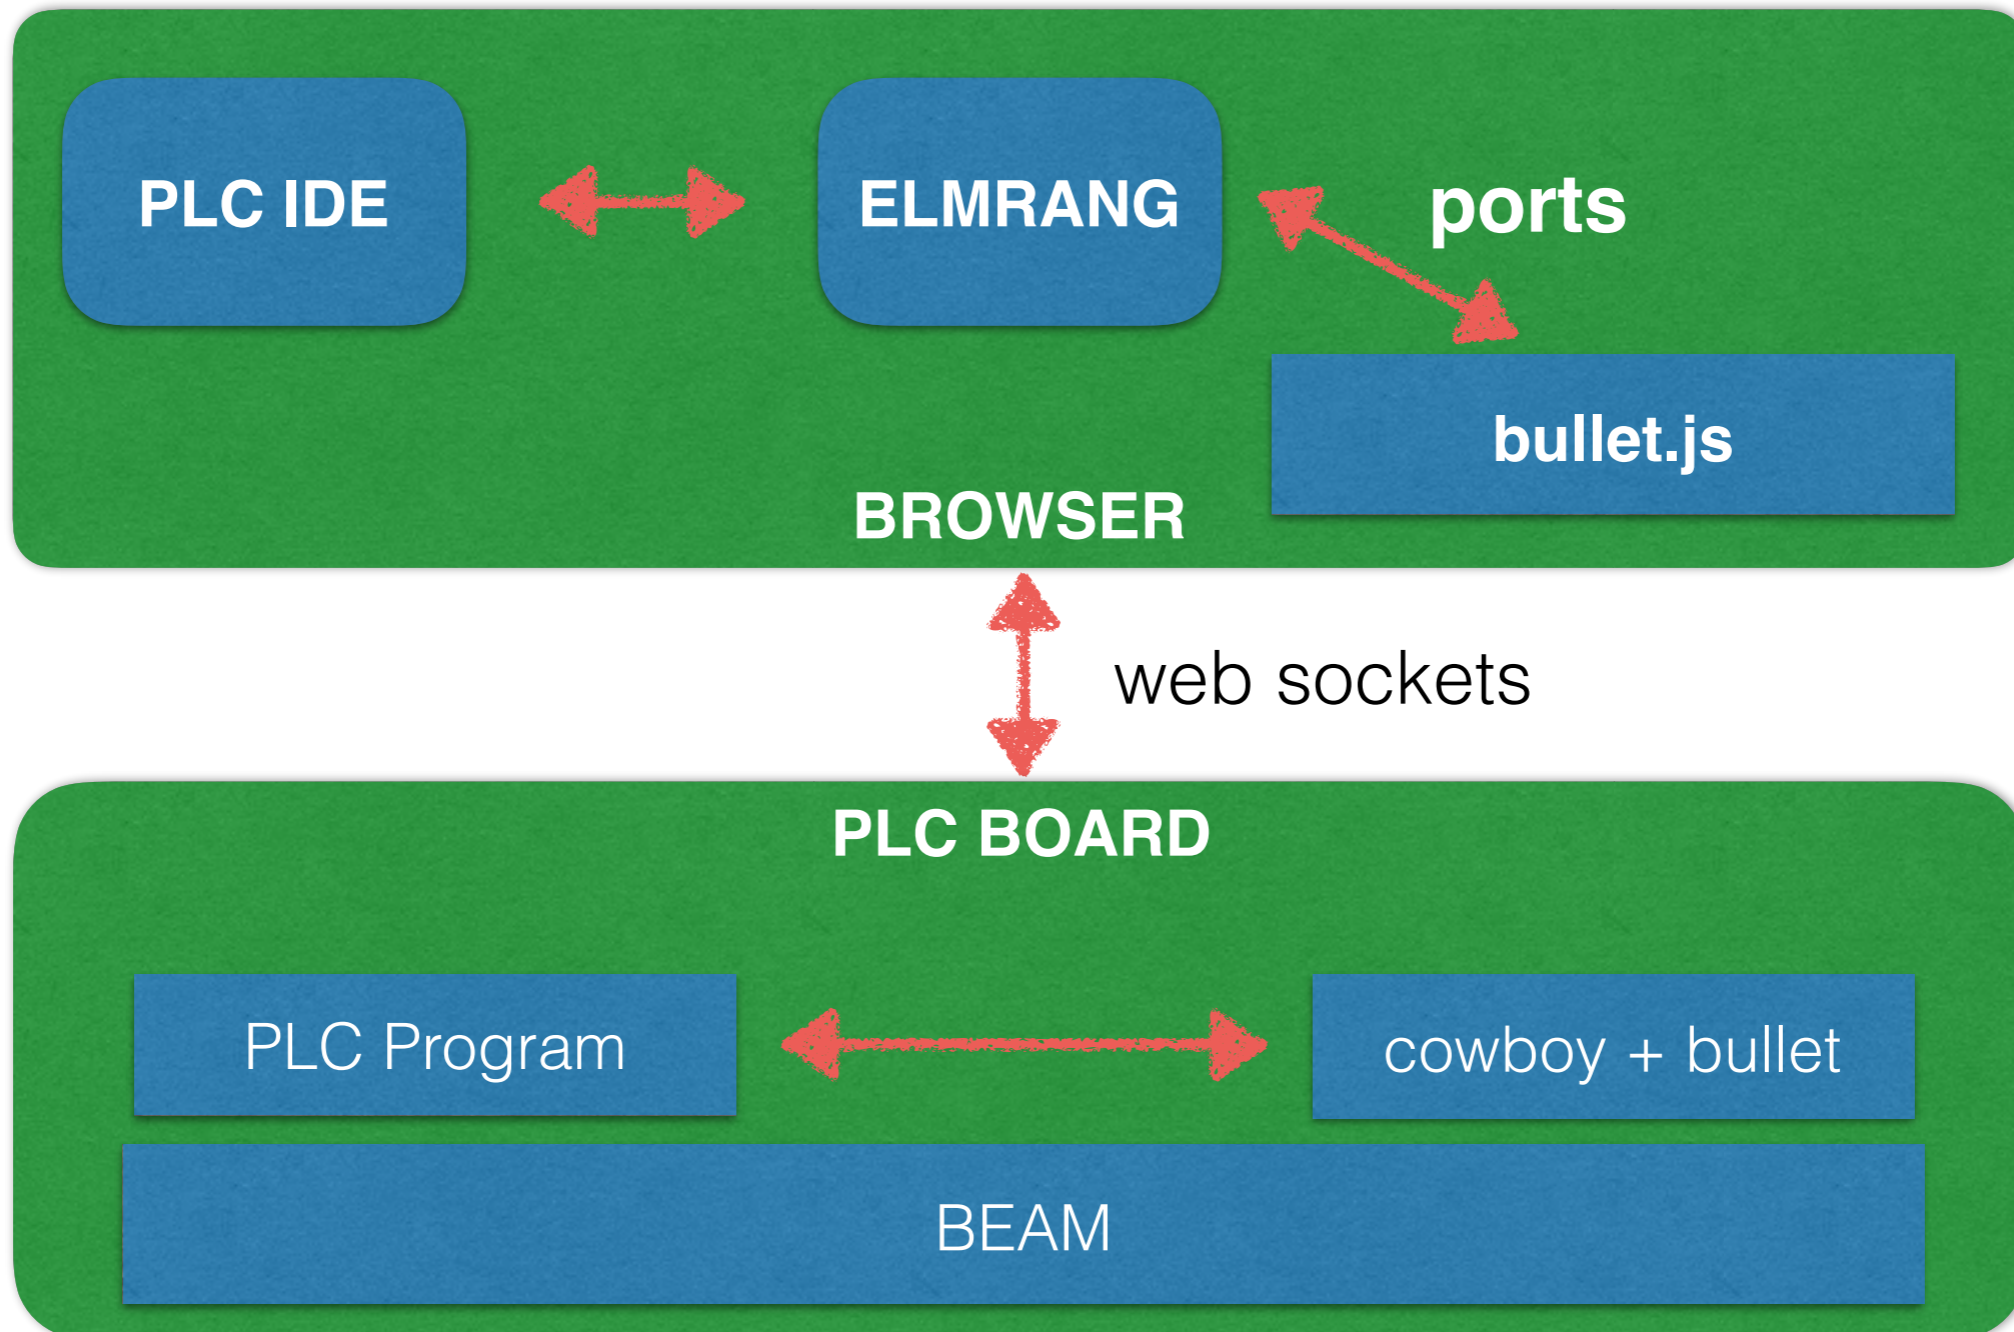 PLC IDE
ELMRANG
ports
bullet.js
BROWSER
web sockets
PLC BOARD
PLC Program
cowboy + bullet
BEAM